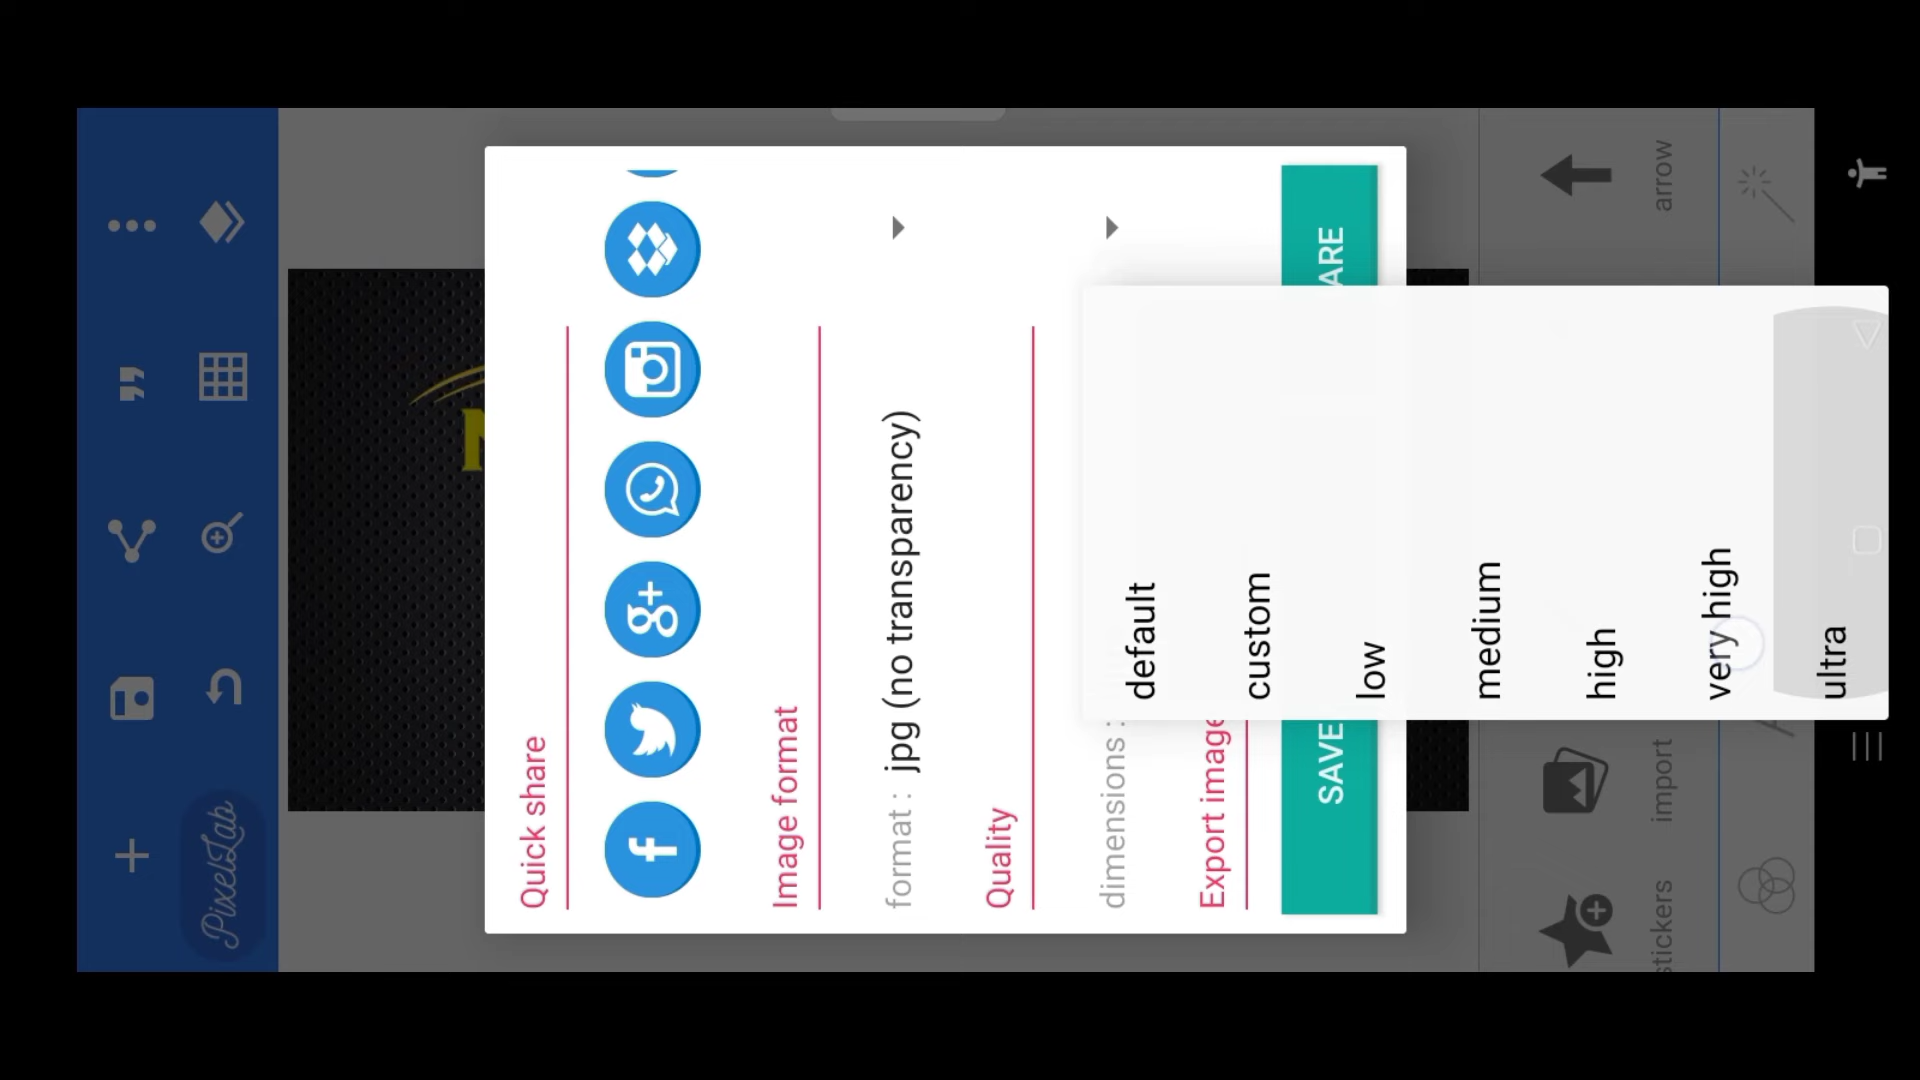 PixelLab
Quick share
Image format
format : jpg (no transparency)
Quality
dimensions :
default
custom
low
medium
high
very high
ultra
Export image
SAVE
ARE
arrow
import
stickers